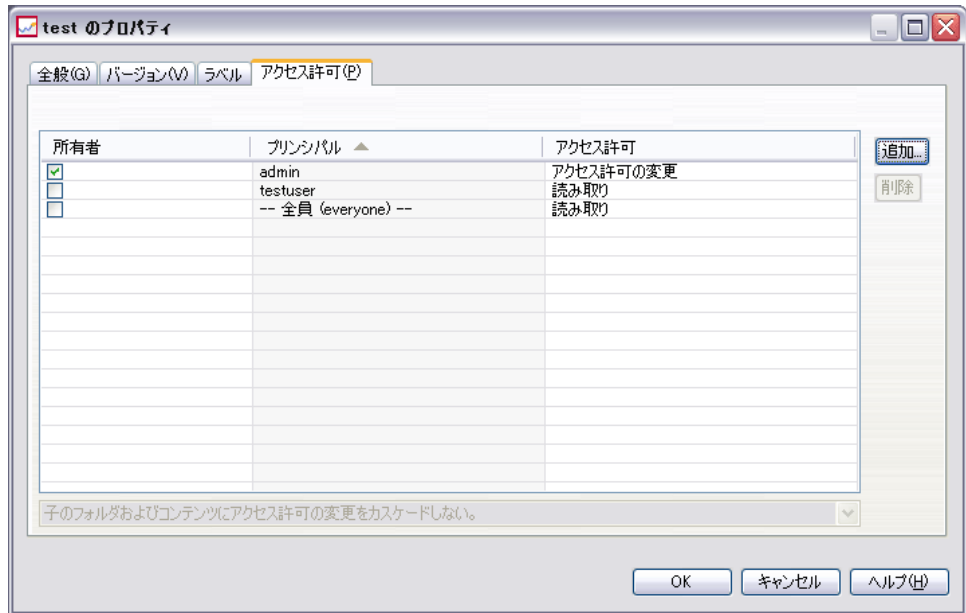 test のプロパティ
全般(G) バージョン(V) ラベル アクセス許可(P)
所有者 プリンシパル アクセス許可
admin アクセス許可の変更
testuser 読み取り
-- 全員 (everyone) -- 読み取り
追加...
削除
子のフォルダおよびコンテンツにアクセス許可の変更をカスケードしない。
OK キャンセル ヘルプ(H)